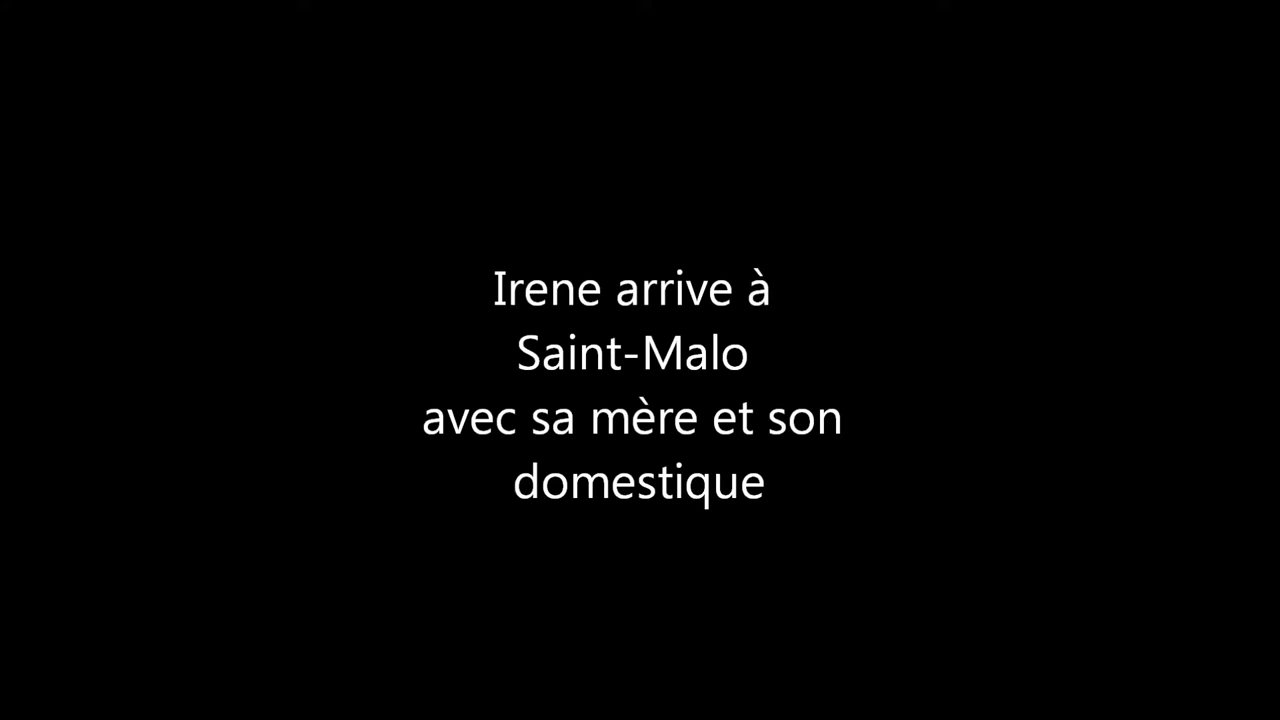 Irene arrive à
Saint-Malo
avec sa mère et son
domestique